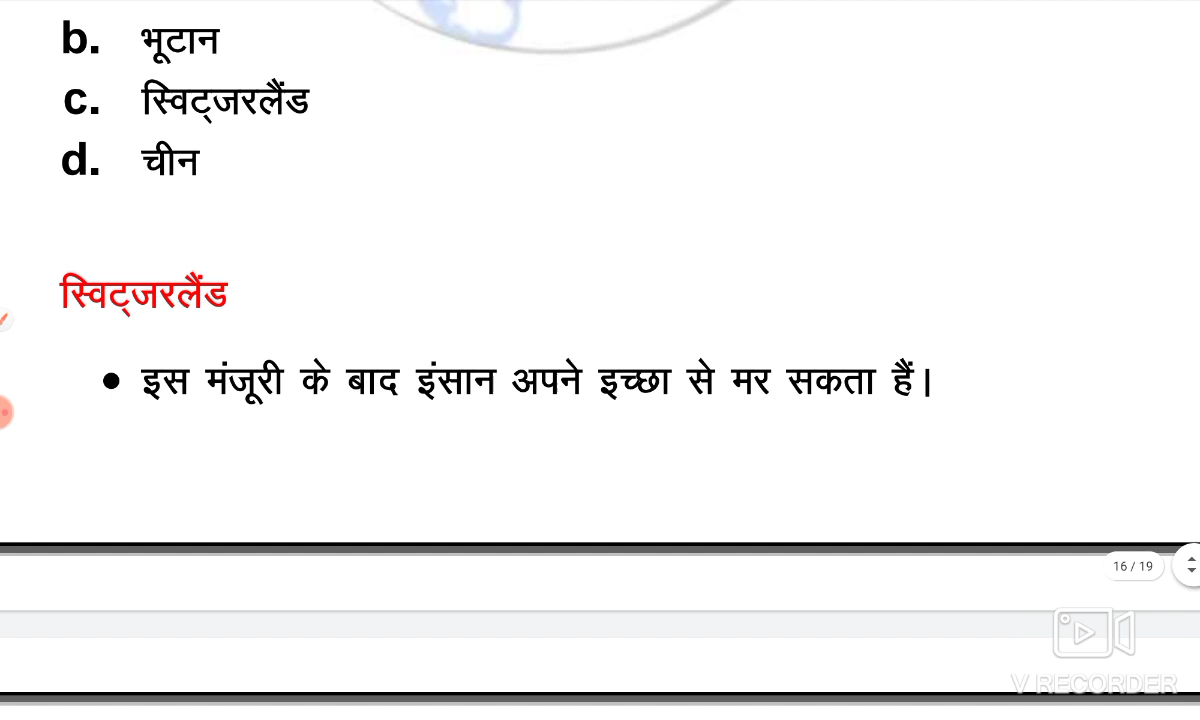 b. भूटान
c. स्विट्जरलैंड
d. चीन
स्विट्जरलैंड
• इस मंजूरी के बाद इंसान अपने इच्छा से मर सकता हैं।
16 / 19
V RECORDER